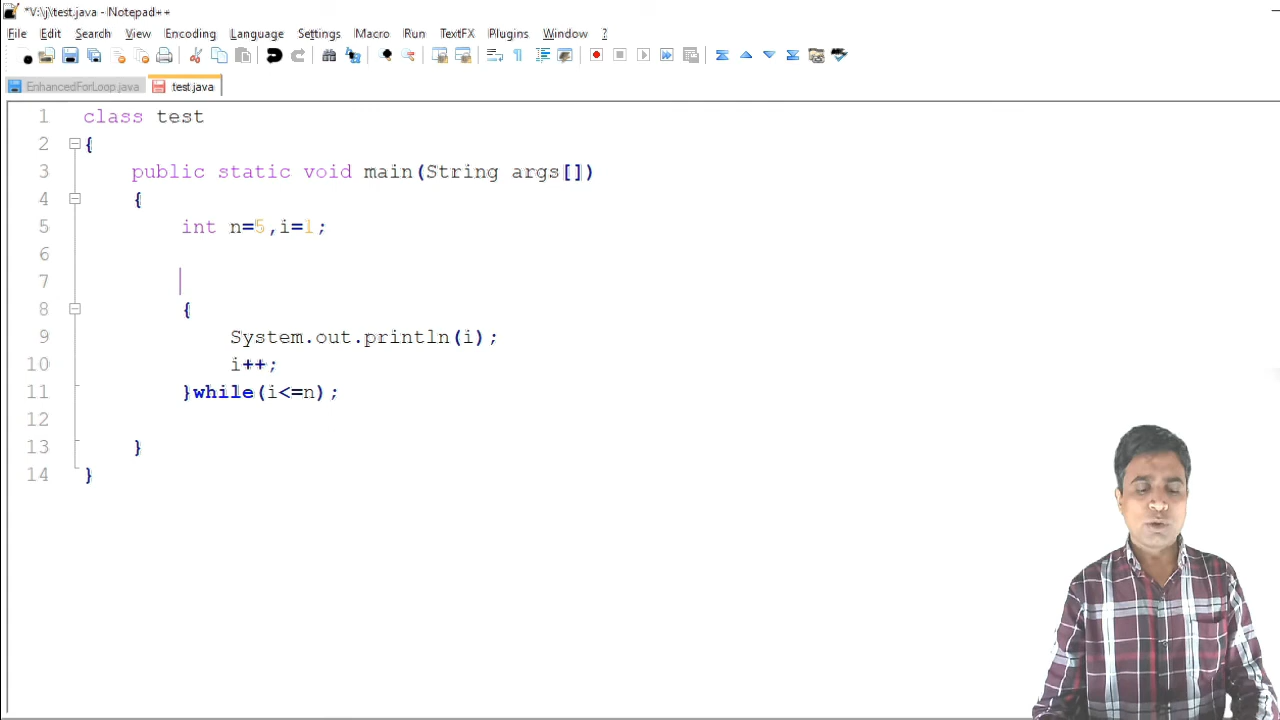 *V:\j\test.java - Notepad++
File Edit Search View Encoding Language Settings Macro Run TextFX Plugins Window ?
EnhancedForLoop.java test.java
1 class test
2 {
3 public static void main(String args[])
4 {
5 int n=5,i=1;
6
7
8 {
9 System.out.println(i);
10 i++;
11 }while(i<=n);
12
13 }
14 }